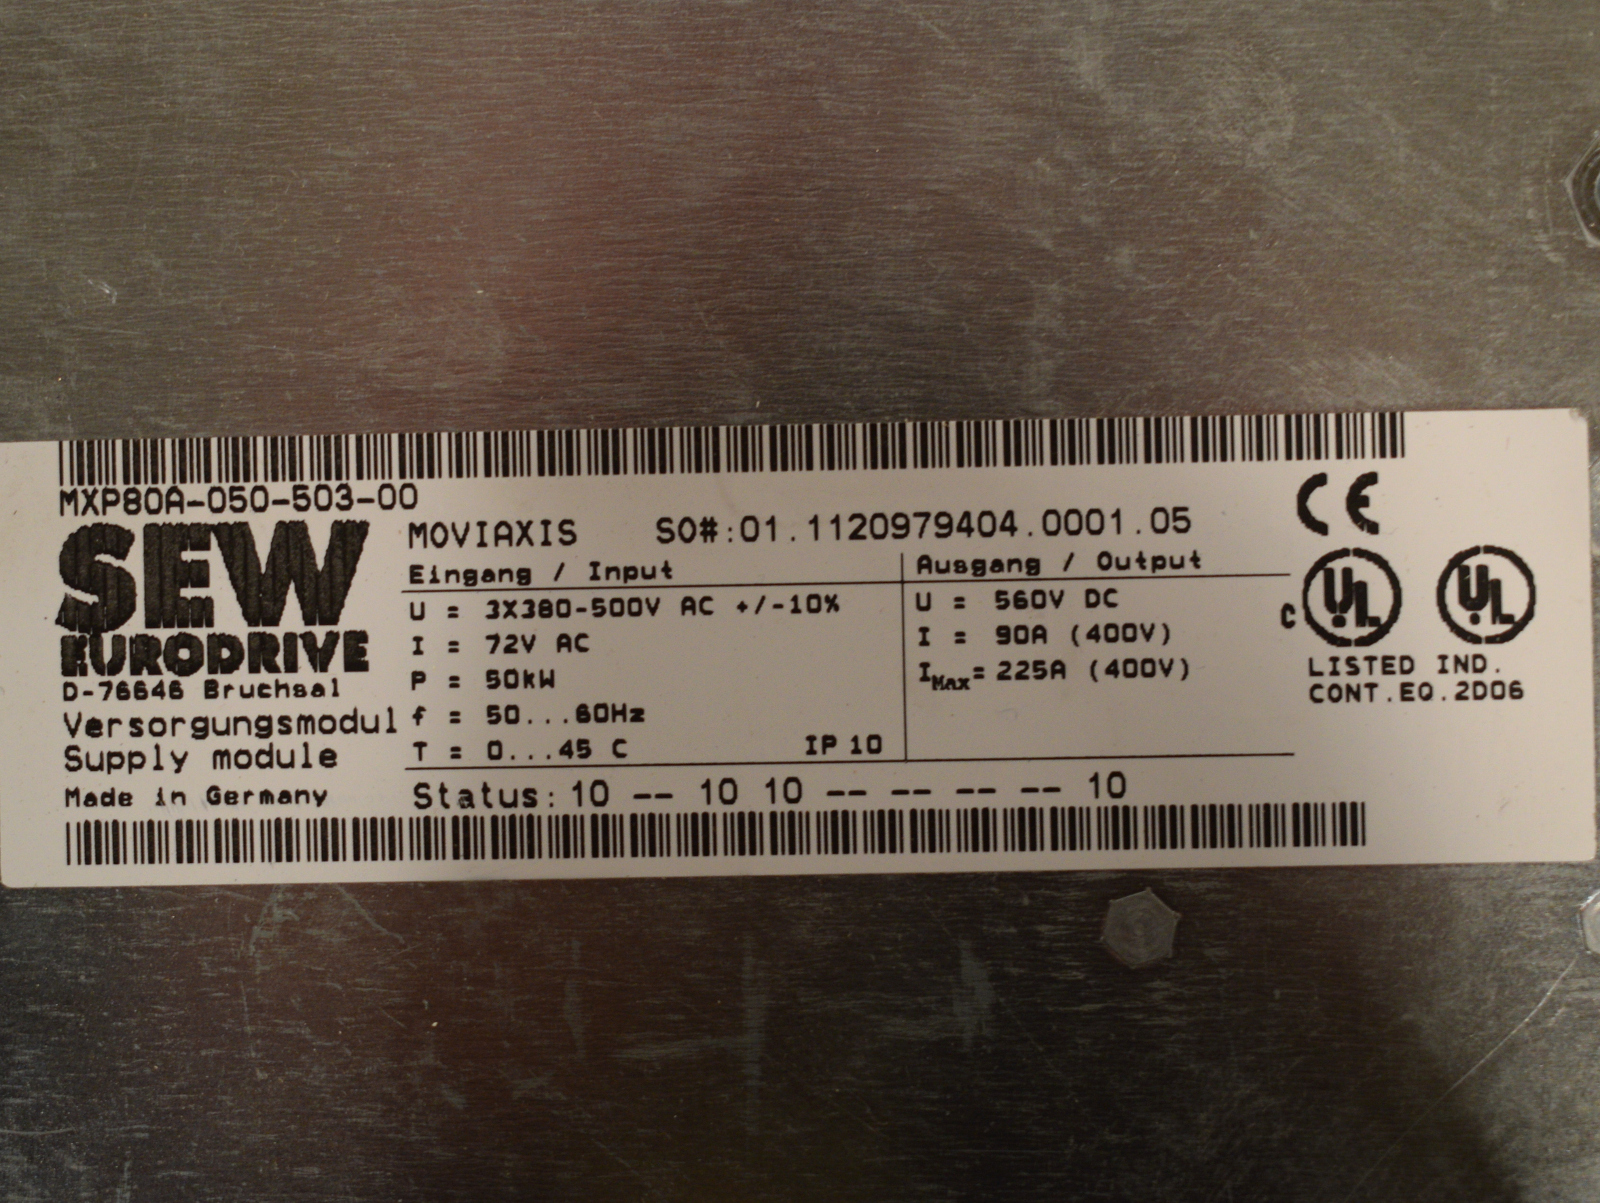 MXP80A-050-503-00
SEW
EURODRIVE
D-76646 Bruchsal
Versorgungsmodul
Supply module
Made in Germany
MOVIAXIS SO#:01.1120979404.0001.05
Eingang / Input
U = 3X380-500V AC +/-10%
I = 72V AC
P = 50kW
f = 50...60Hz
T = 0...45 C IP 10
Ausgang / Output
U = 560V DC
I = 90A (400V)
IMax= 225A (400V)
Status: 10 -- 10 10 -- -- -- -- 10
CE
C UL UL
LISTED IND.
CONT.EQ.2D06